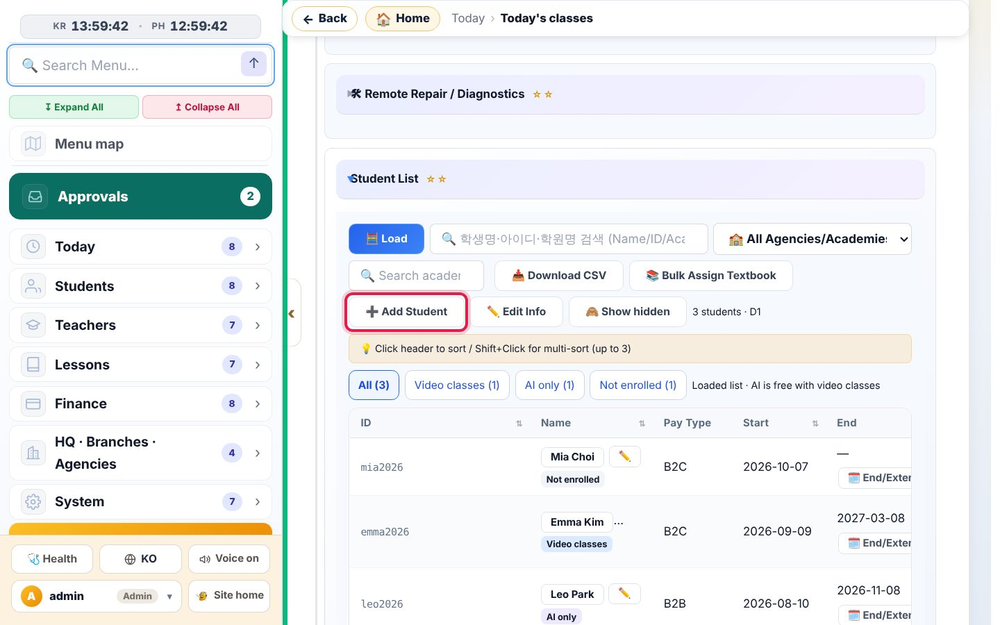 KR 13:59:42 • PH 12:59:42
Search Menu...
↧ Expand All
↥ Collapse All
Menu map
Approvals 2
Today 8
Students 8
Teachers 7
Lessons 7
Finance 8
HQ · Branches ·
Agencies 4
System 7
Health
KO
Voice on
A admin Admin ▾
Site home
← Back
Home
Today › Today's classes
Remote Repair / Diagnostics ☆ ☆
Student List ☆ ☆
Load
학생명·아이디·학원명 검색 (Name/ID/Aca
All Agencies/Academies
Search academ
Download CSV
Bulk Assign Textbook
Add Student
Edit Info
Show hidden
3 students · D1
Click header to sort / Shift+Click for multi-sort (up to 3)
All (3)
Video classes (1)
AI only (1)
Not enrolled (1)
Loaded list · AI is free with video classes
ID Name Pay Type Start End
mia2026 Mia Choi Not enrolled B2C 2026-10-07 — End/Exten
emma2026 Emma Kim ... Video classes B2C 2026-09-09 2027-03-08 End/Exten
leo2026 Leo Park AI only B2B 2026-08-10 2026-11-08 End/Exten